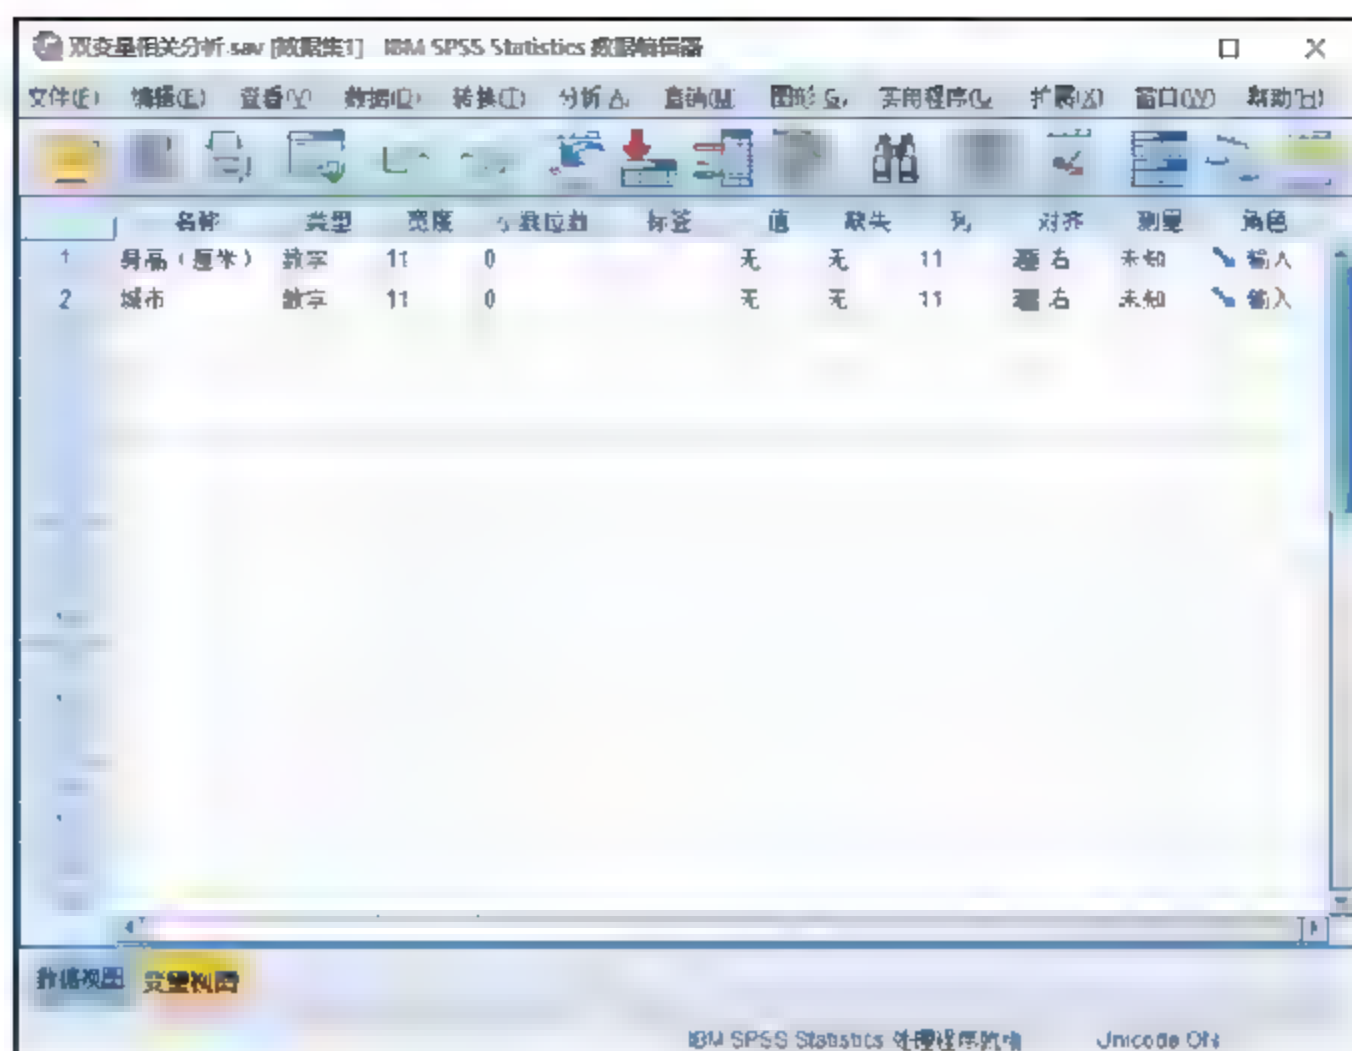 双变量相关分析.sav [数据集1] - IBM SPSS Statistics 数据编辑器
文件(F) 编辑(E) 查看(V) 数据(D) 转换(T) 分析(A) 直销(M) 图形(G) 实用程序(U) 扩展(X) 窗口(W) 帮助(H)
名称 类型 宽度 小数位数 标签 值 缺失 列 对齐 测量 角色
1 身高（厘米） 数字 11 0 无 无 11 右 未知 输入
2 城市 数字 11 0 无 无 11 右 未知 输入
数据视图 变量视图
IBM SPSS Statistics 处理程序就绪 Unicode:ON